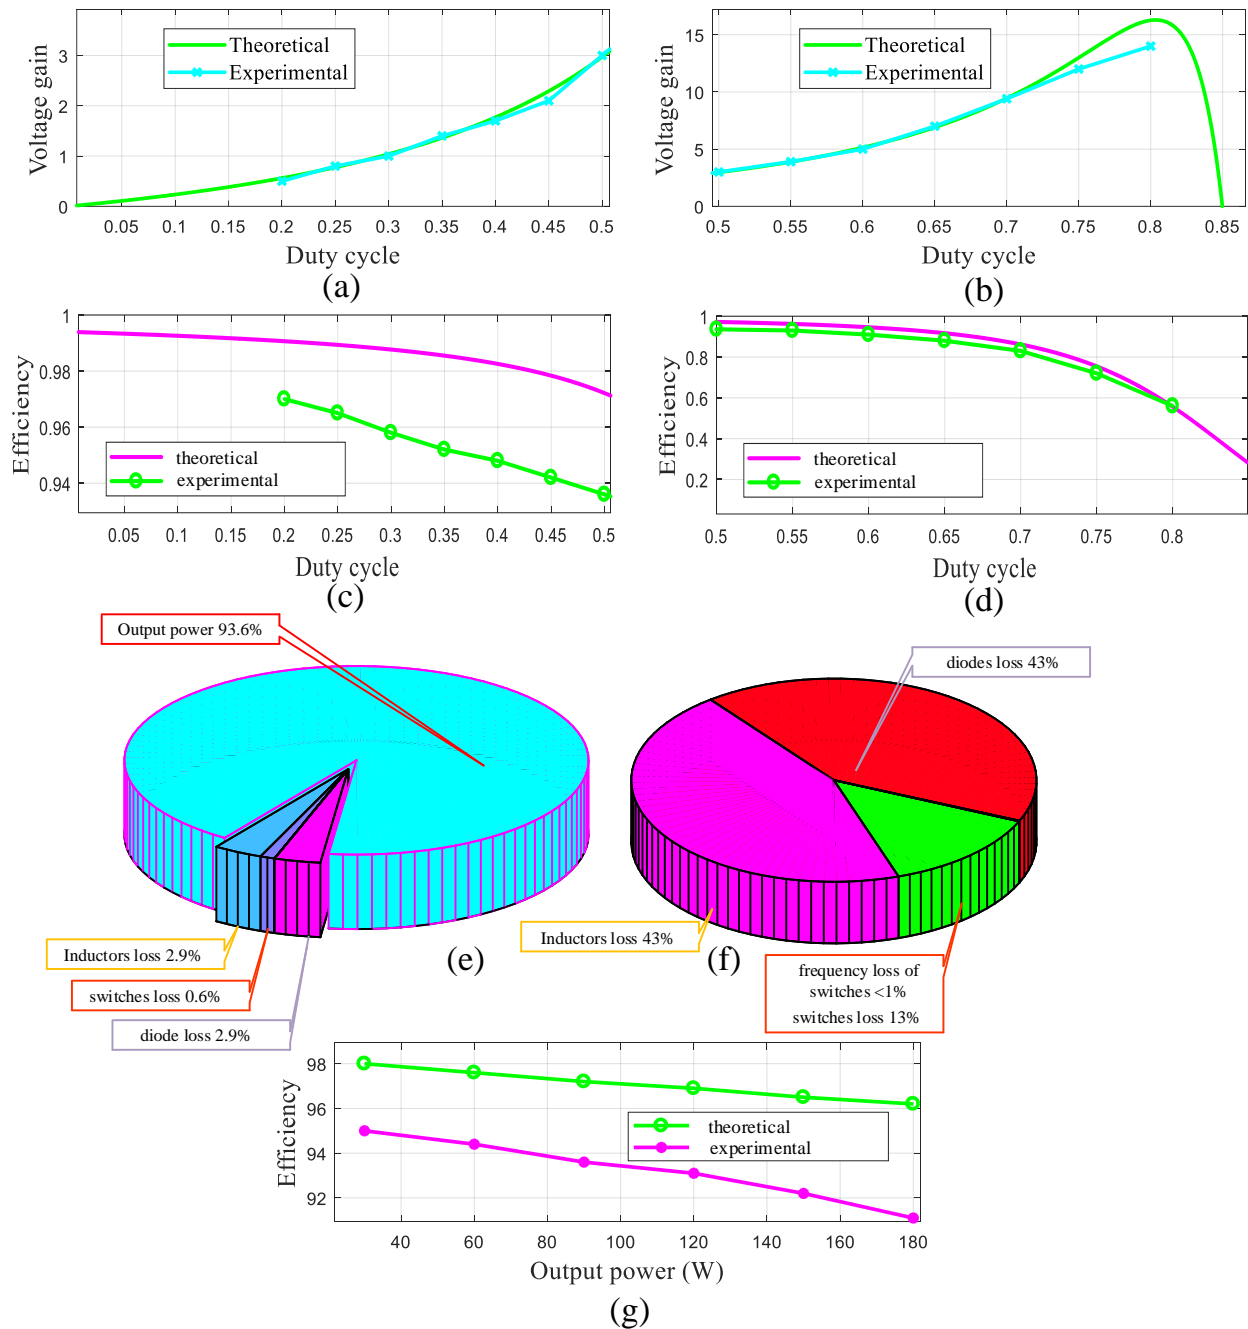 Voltage gain
3
2
1
0
Theoretical
Experimental
0.05 0.1 0.15 0.2 0.25 0.3 0.35 0.4 0.45 0.5
Duty cycle
(a)
Voltage gain
15
10
5
0
Theoretical
Experimental
0.5 0.55 0.6 0.65 0.7 0.75 0.8 0.85
Duty cycle
(b)
Efficiency
1
0.98
0.96
0.94
theoretical
experimental
0.05 0.1 0.15 0.2 0.25 0.3 0.35 0.4 0.45 0.5
Duty cycle
(c)
Efficiency
1
0.8
0.6
0.4
0.2
theoretical
experimental
0.5 0.55 0.6 0.65 0.7 0.75 0.8
Duty cycle
(d)
Output power 93.6%
Inductors loss 2.9%
switches loss 0.6%
diode loss 2.9%
(e)
diodes loss 43%
Inductors loss 43%
frequency loss of
switches <1%
switches loss 13%
(f)
Efficiency
98
96
94
92
theoretical
experimental
40 60 80 100 120 140 160 180
Output power (W)
(g)